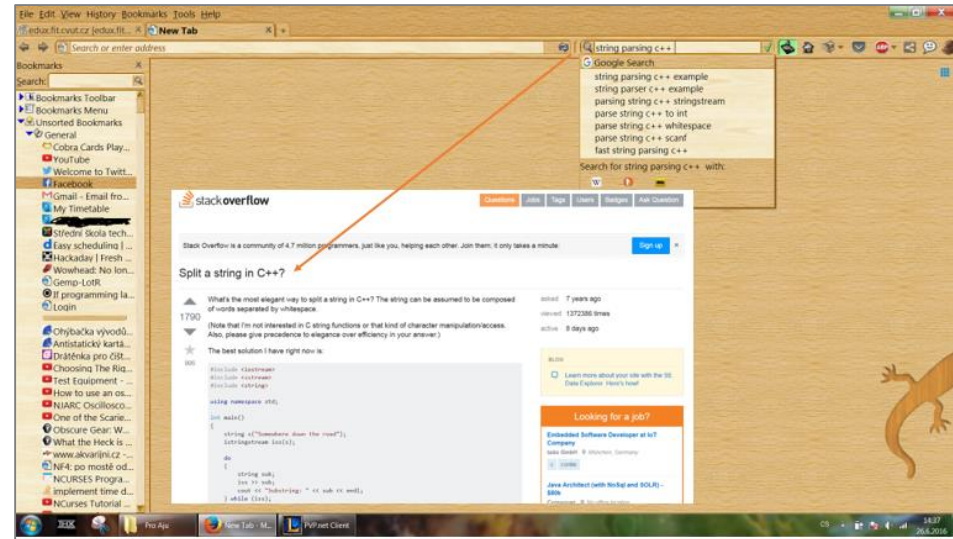 File Edit View History Bookmarks Tools Help
edux.fit.cvut.cz [edux.fit... × New Tab × +
Search or enter address string parsing c++
Bookmarks ×
Search:
Bookmarks Toolbar
Bookmarks Menu
Unsorted Bookmarks
General
Cobra Cards Play...
YouTube
Welcome to Twitt...
Facebook
Gmail - Email fro...
My Timetable
Střední škola tech...
Easy scheduling | ...
Hackaday | Fresh ...
Wowhead: No lon...
Gemp-LotR
If programming la...
Login
Ohýbačka vývodů...
Antistatický kartá...
Drátěnka pro čišt...
Choosing The Rig...
Test Equipment - ...
How to use an os...
NJARC Oscillosco...
One of the Scarie...
Obscure Gear: W...
What the Heck is ...
www.akvarijni.cz -...
NF4: po mostě od...
NCURSES Progra...
implement time d...
NCurses Tutorial ...
Google Search
string parsing c++ example
string parser c++ example
parsing string c++ stringstream
parse string c++ to int
parse string c++ whitespace
parse string c++ scanf
fast string parsing c++
Search for string parsing c++ with:
W
stackoverflow
Questions Jobs Tags Users Badges Ask Question
Stack Overflow is a community of 4.7 million programmers, just like you, helping each other. Join them; it only takes a minute: Sign up ×
Split a string in C++?
1790
What's the most elegant way to split a string in C++? The string can be assumed to be composed
of words separated by whitespace.
(Note that I'm not interested in C string functions or that kind of character manipulation/access.
Also, please give precedence to elegance over efficiency in your answer.)
The best solution I have right now is:
#include <iostream>
#include <sstream>
#include <string>
using namespace std;
int main()
{
string s("Somewhere down the road");
istringstream iss(s);
do
{
string sub;
iss >> sub;
cout << "Substring: " << sub << endl;
} while (iss);
asked 7 years ago
viewed 1372386 times
active 8 days ago
BLOG
Learn more about your site with the SE
Data Explorer. Here's how!
Looking for a job?
Embedded Software Developer at IoT
Company
München, Germany
Java Architect (with NoSql and SOLR) -
$80k
Pro Aju New Tab - M... PVP.net Client CS 14:37
26.6.2016